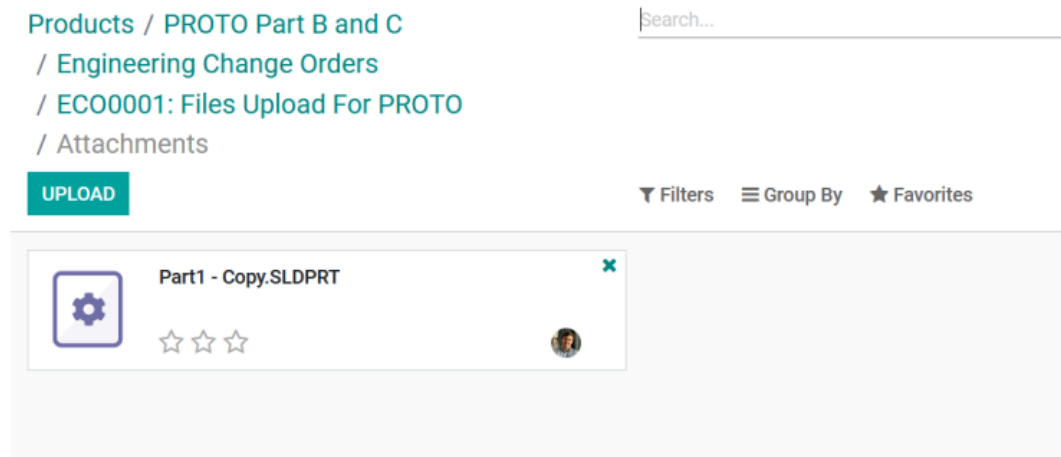 Products / PROTO Part B and C
/ Engineering Change Orders
/ ECO0001: Files Upload For PROTO
/ Attachments
Search...
UPLOAD
Filters Group By Favorites
Part1 - Copy.SLDPRT